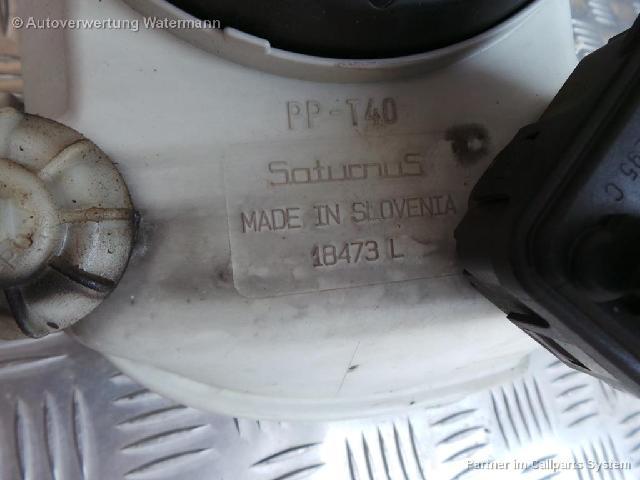 © Autoverwertung Watermann
PP-T40
SaturnuS
MADE IN SLOVENIA
18473 L
Partner im Callparts System